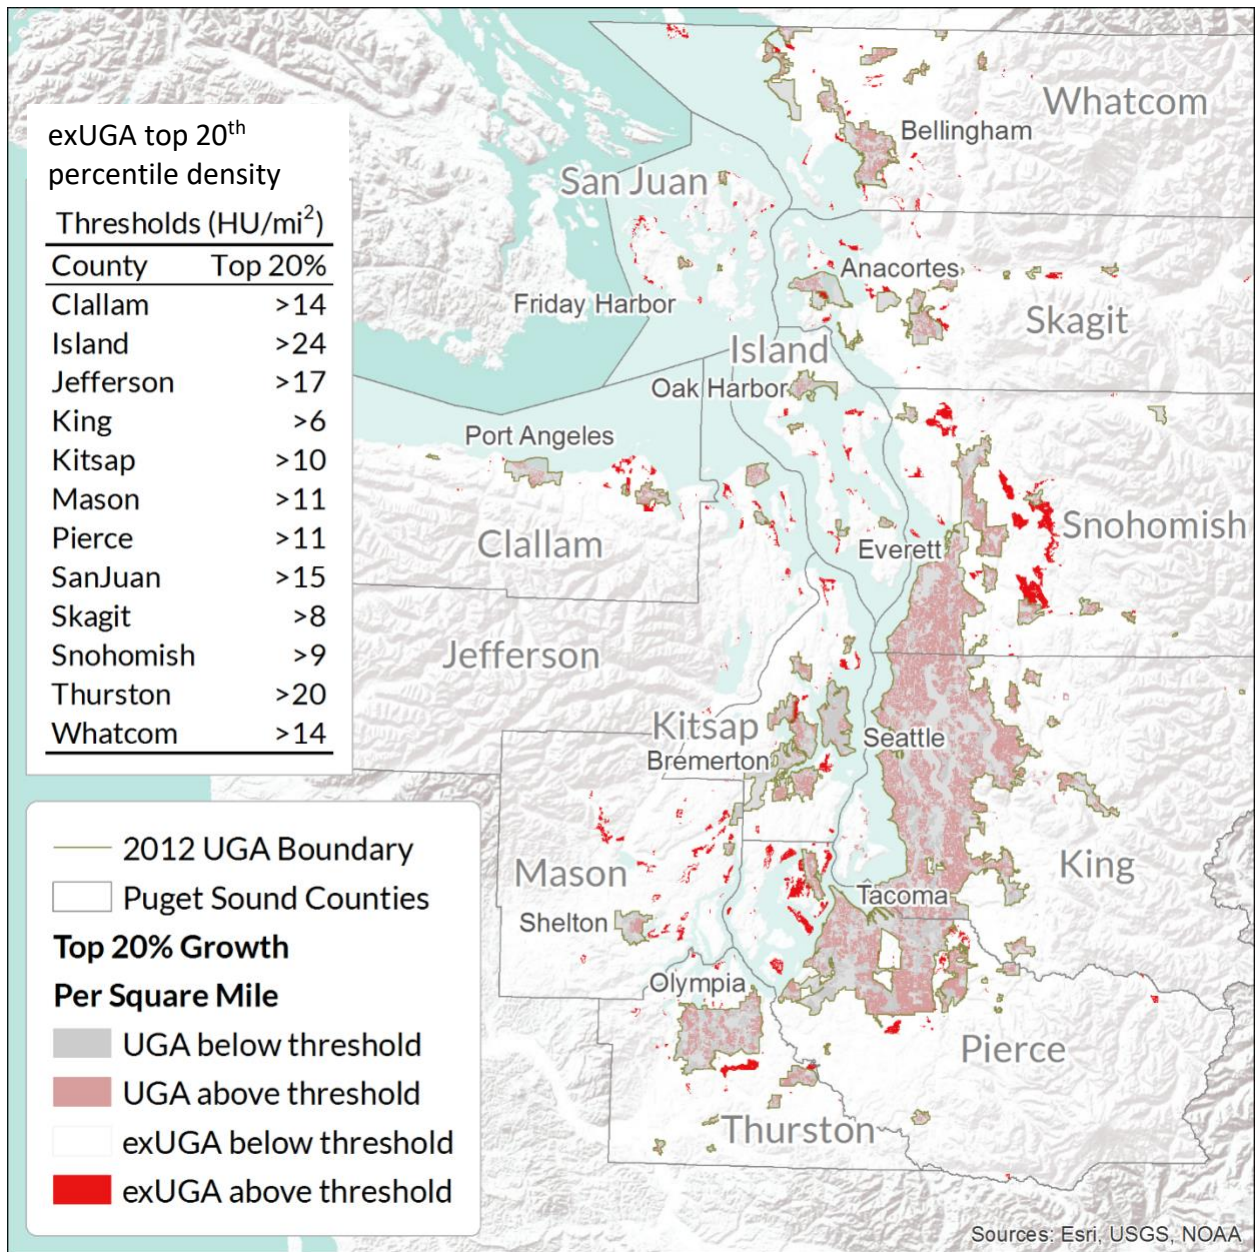 exUGA top 20th
percentile density
Thresholds (HU/mi2)
County Top 20%
Clallam >14
Island >24
Jefferson >17
King >6
Kitsap >10
Mason >11
Pierce >11
SanJuan >15
Skagit >8
Snohomish >9
Thurston >20
Whatcom >14
2012 UGA Boundary
Puget Sound Counties
Top 20% Growth
Per Square Mile
UGA below threshold
UGA above threshold
exUGA below threshold
exUGA above threshold
Whatcom
Bellingham
San Juan
Anacortes
Friday Harbor
Skagit
Island
Oak Harbor
Port Angeles
Clallam
Everett
Snohomish
Jefferson
Kitsap
Bremerton
Seattle
Mason
Shelton
Tacoma
King
Olympia
Pierce
Thurston
Sources: Esri, USGS, NOAA